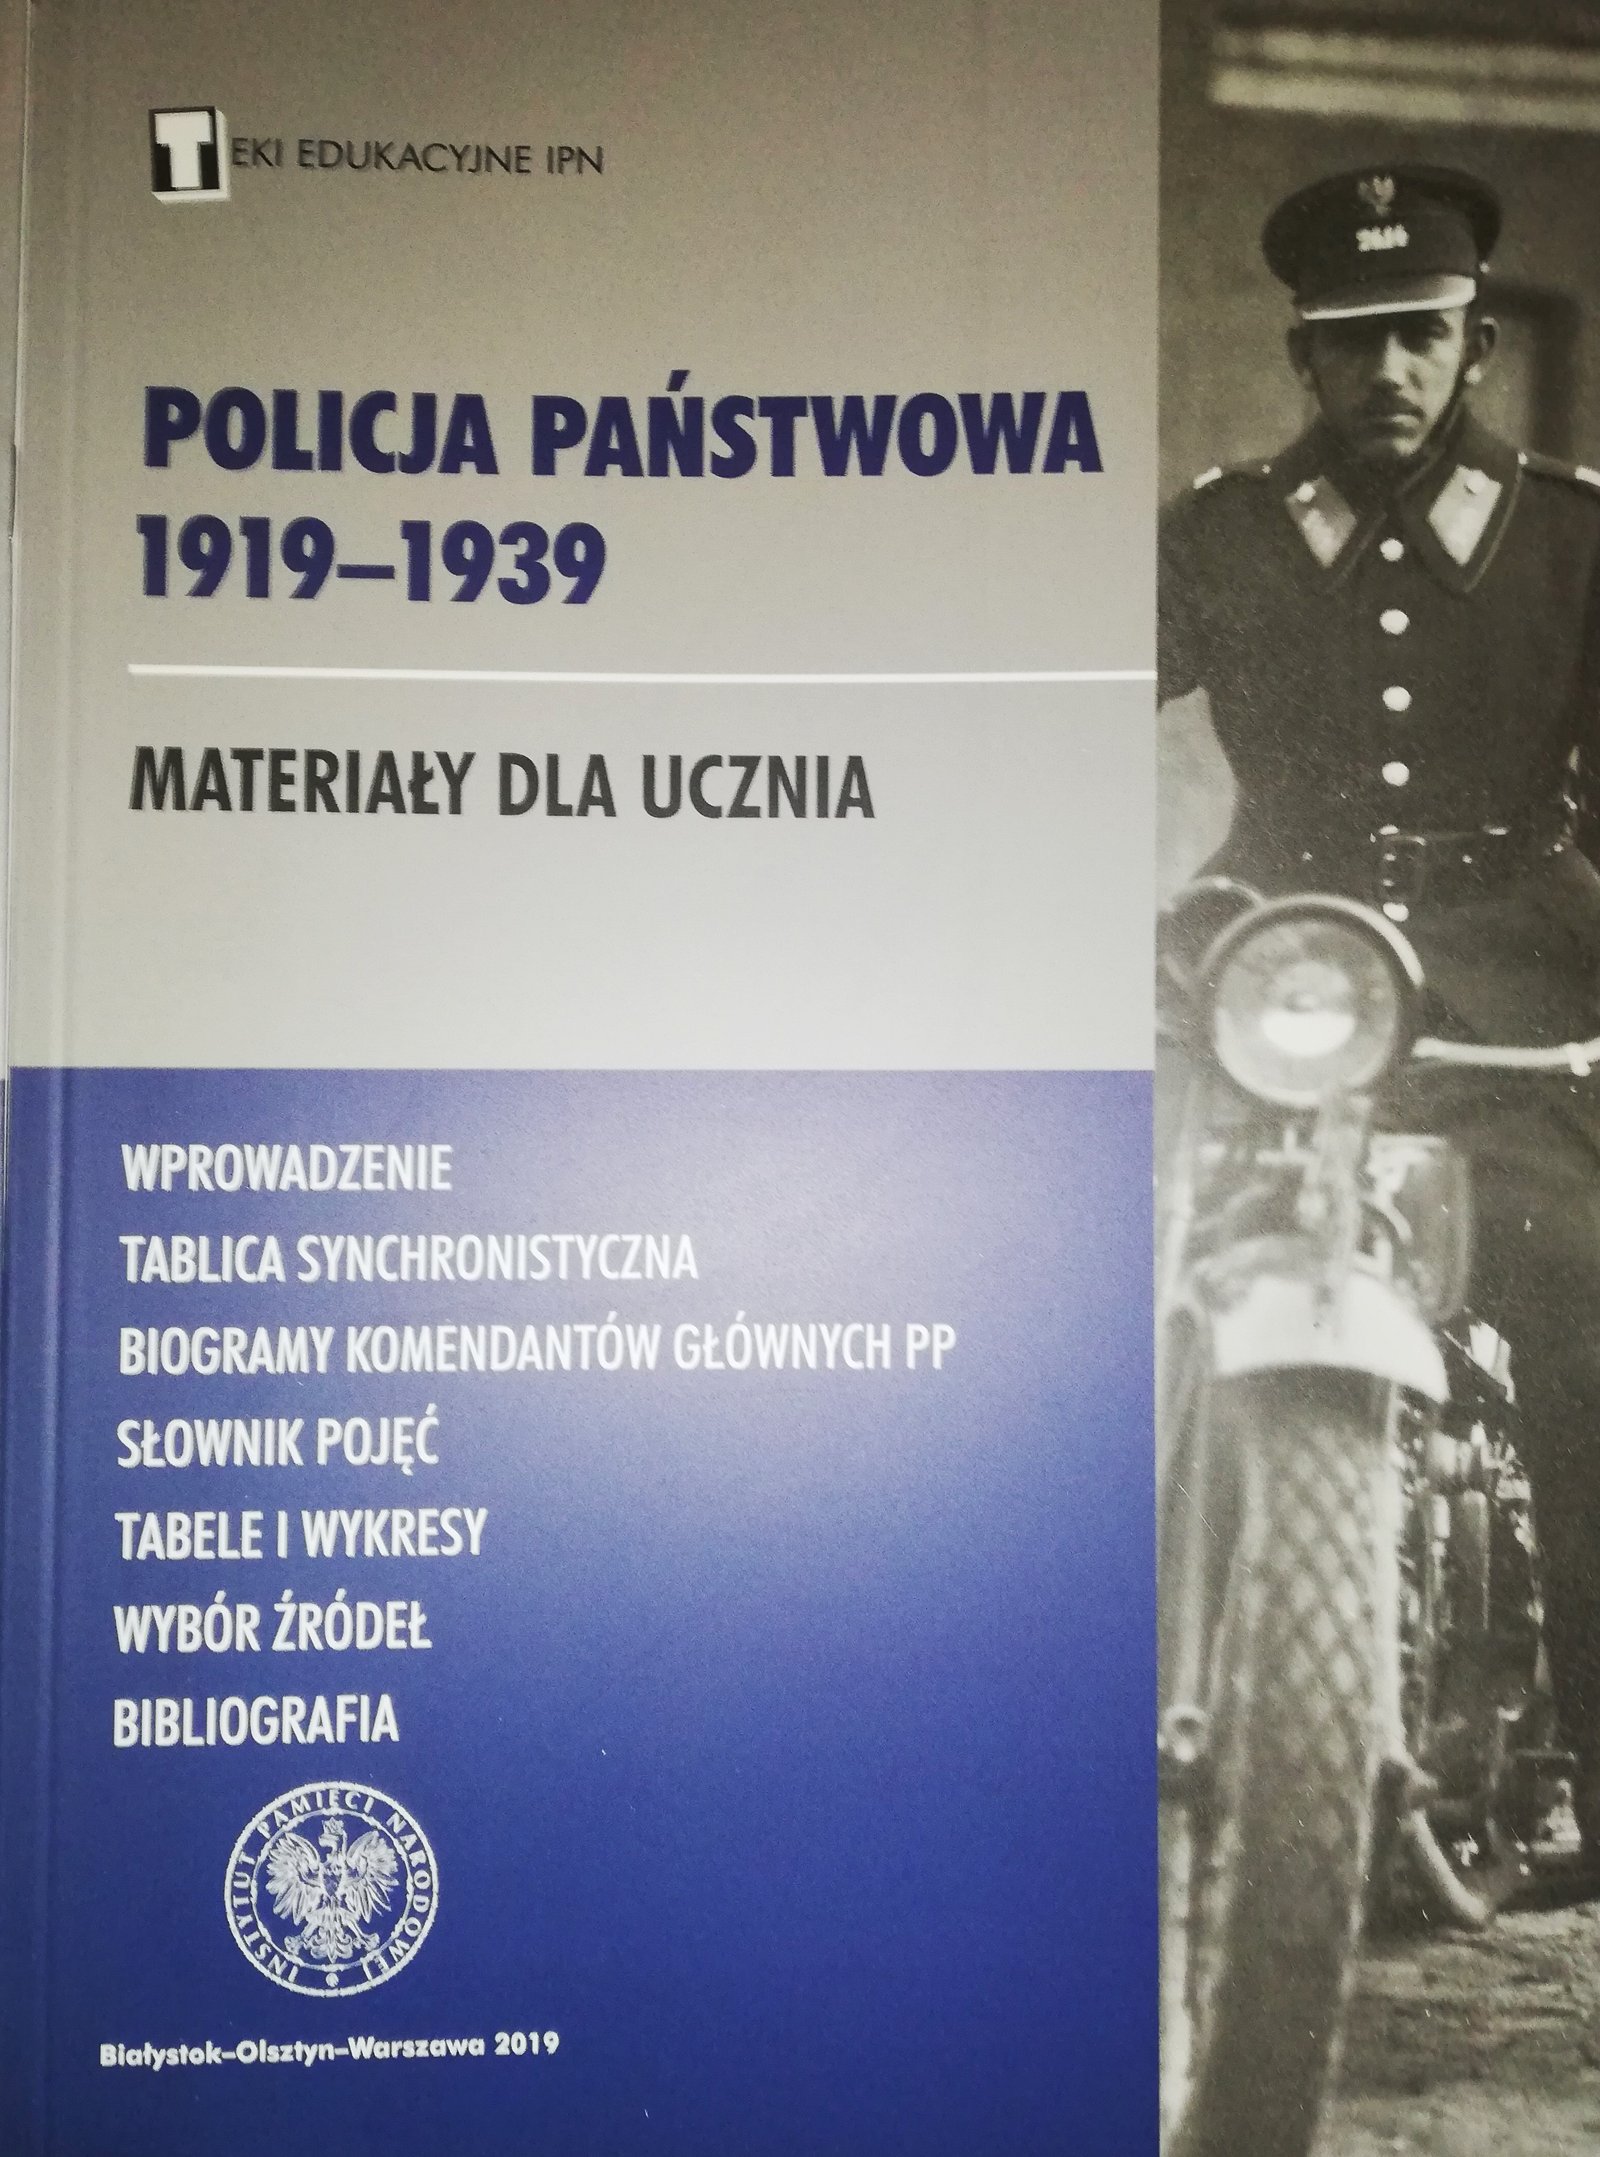 TEKI EDUKACYJNE IPN
POLICJA PAŃSTWOWA
1919–1939
MATERIAŁY DLA UCZNIA
WPROWADZENIE
TABLICA SYNCHRONISTYCZNA
BIOGRAMY KOMENDANTÓW GŁÓWNYCH PP
SŁOWNIK POJĘĆ
TABELE I WYKRESY
WYBÓR ŹRÓDEŁ
BIBLIOGRAFIA
INSTYTUT PAMIĘCI NARODOWEJ
Białystok–Olsztyn–Warszawa 2019